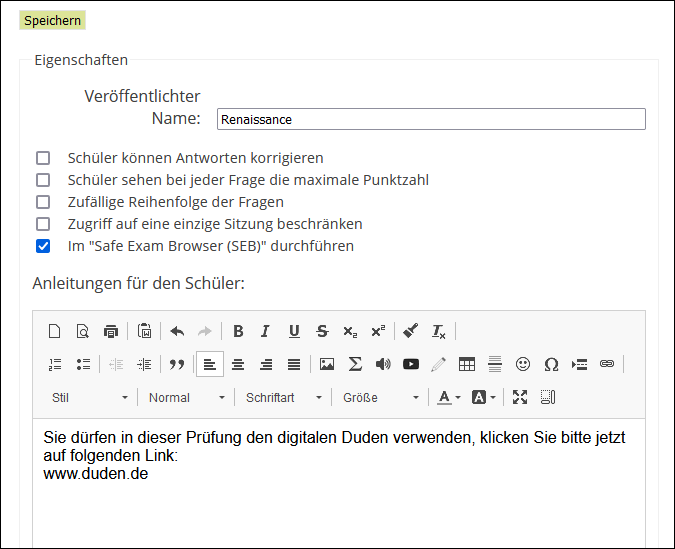 Speichern
Eigenschaften
Veröffentlichter
Name: Renaissance
Schüler können Antworten korrigieren
Schüler sehen bei jeder Frage die maximale Punktzahl
Zufällige Reihenfolge der Fragen
Zugriff auf eine einzige Sitzung beschränken
Im "Safe Exam Browser (SEB)" durchführen
Anleitungen für den Schüler:
B I U S x₂ x² Tx
Ω
Stil Normal Schriftart Größe A A
Sie dürfen in dieser Prüfung den digitalen Duden verwenden, klicken Sie bitte jetzt
auf folgenden Link:
www.duden.de